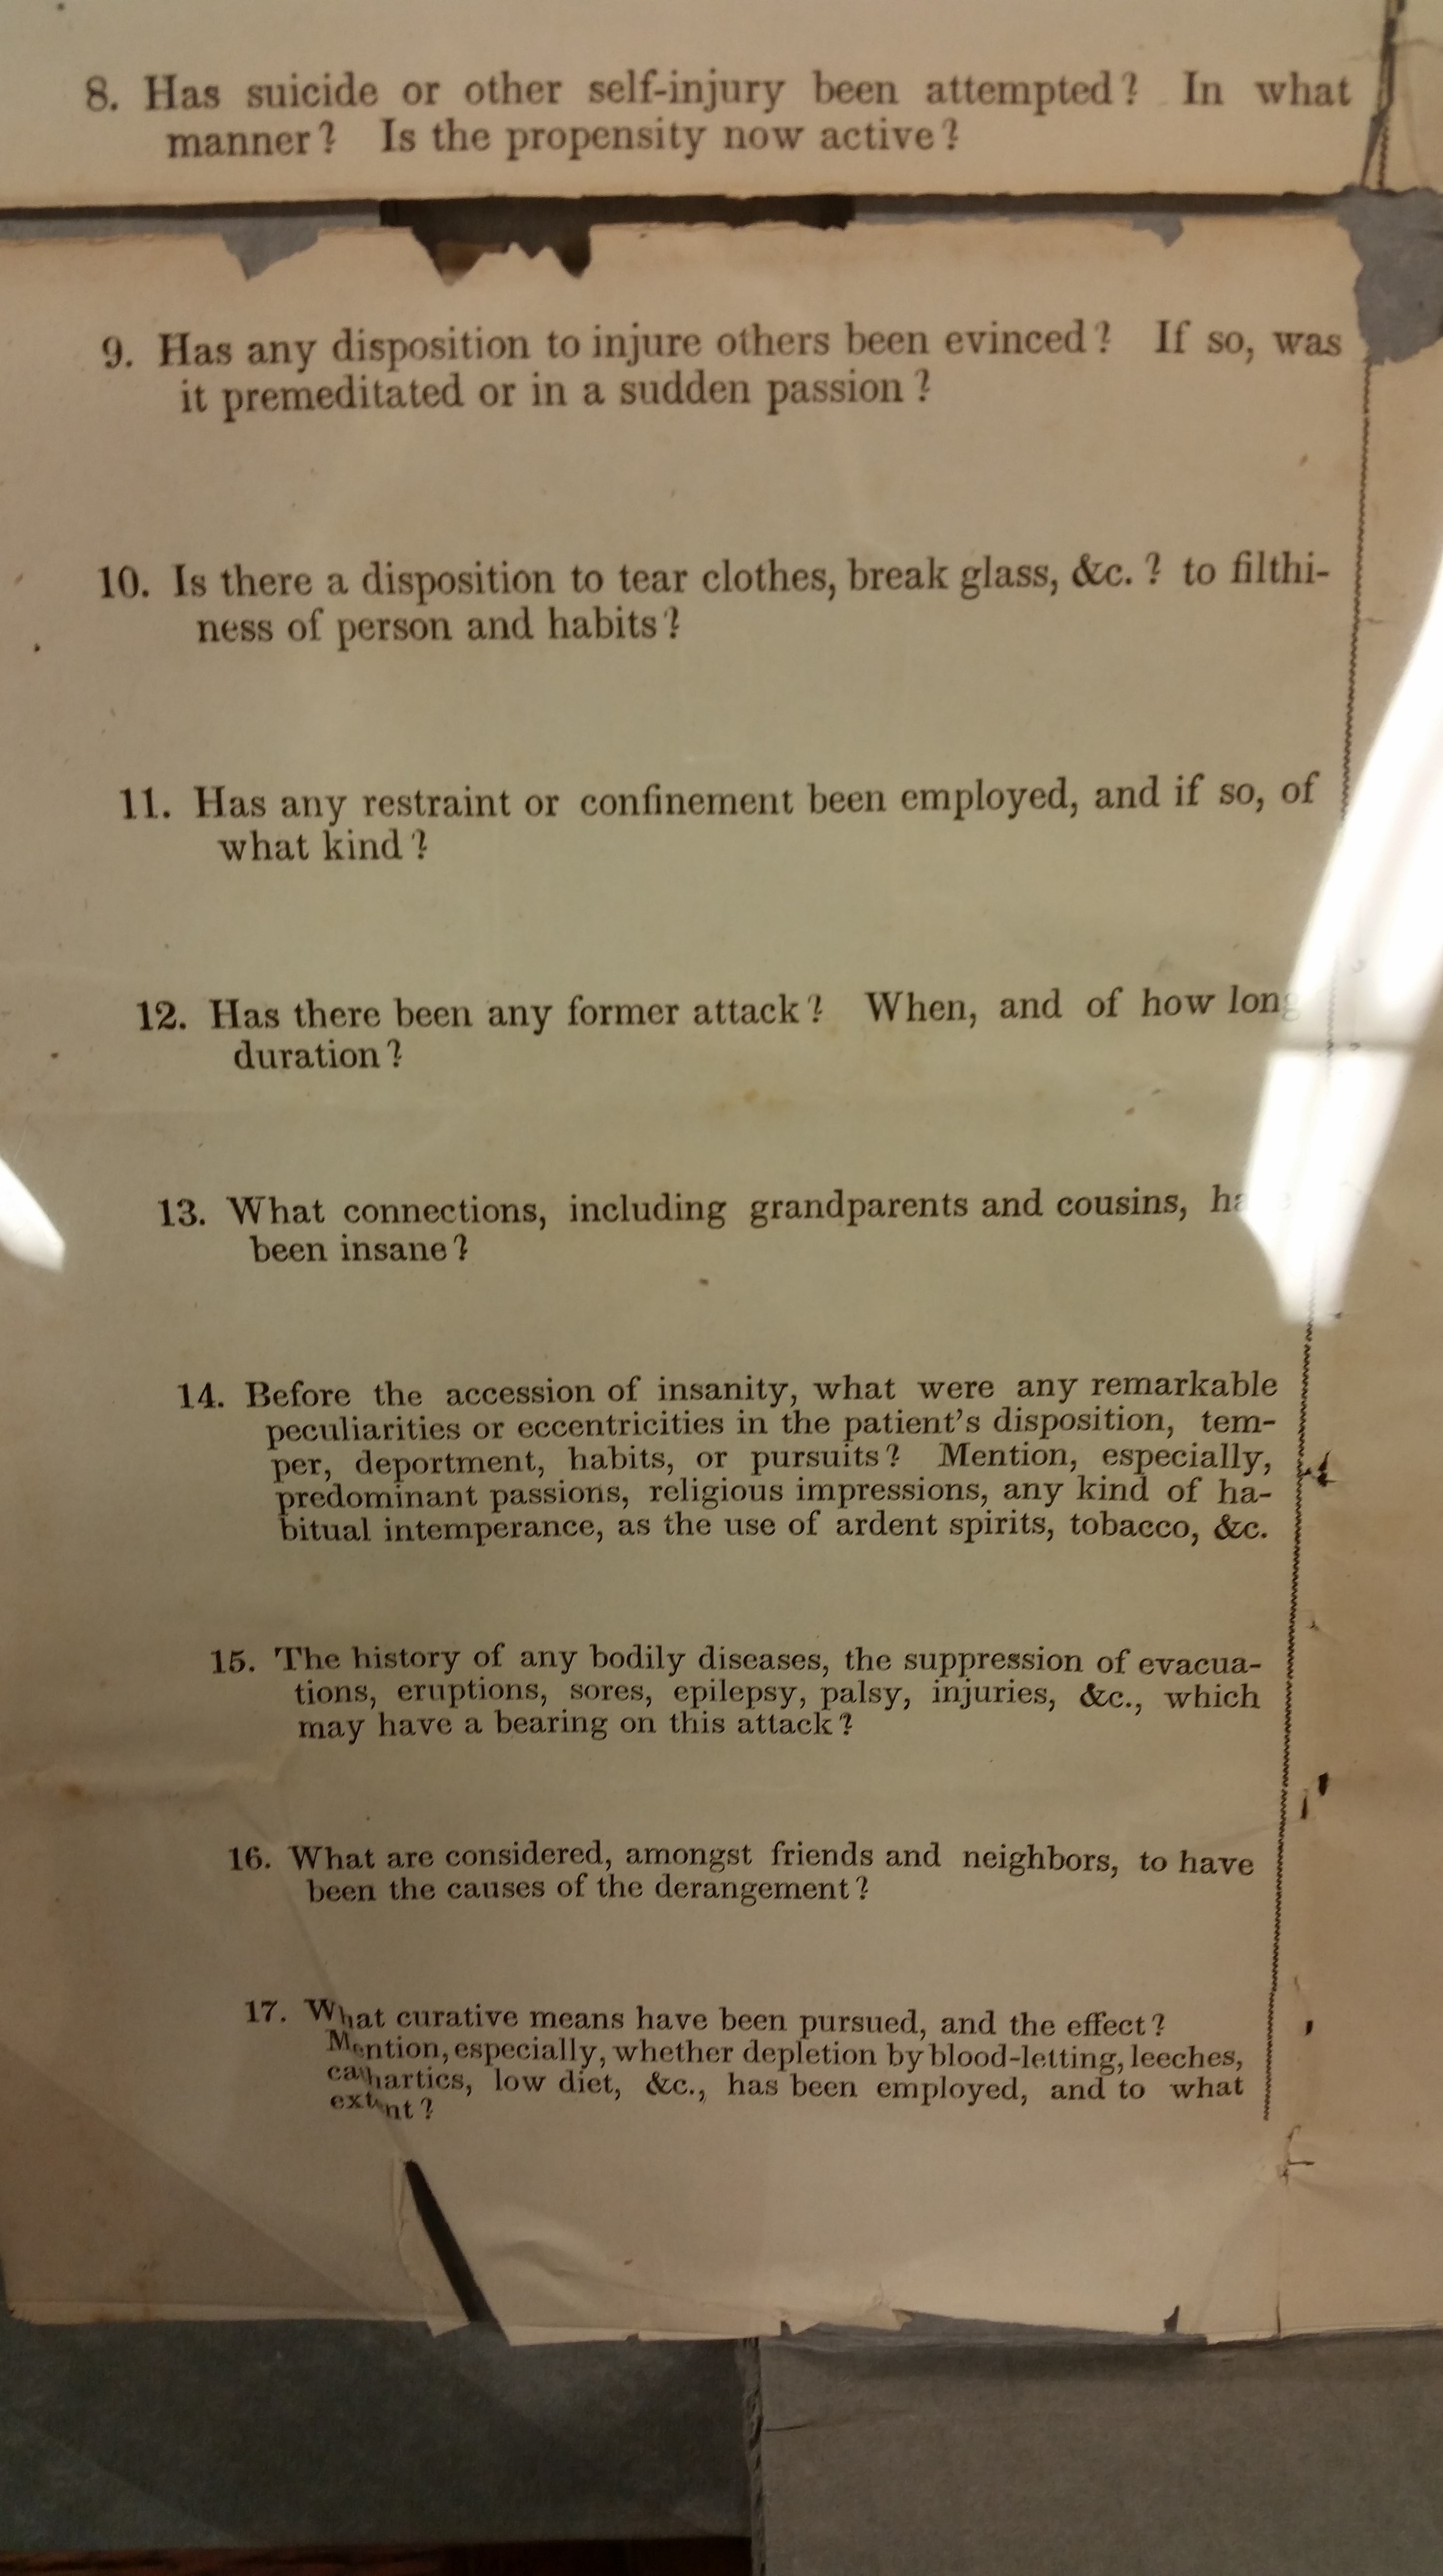 8. Has suicide or other self-injury been attempted? In what
manner? Is the propensity now active?
9. Has any disposition to injure others been evinced? If so, was
it premeditated or in a sudden passion?
10. Is there a disposition to tear clothes, break glass, &c.? to filthi-
ness of person and habits?
11. Has any restraint or confinement been employed, and if so, of
what kind?
12. Has there been any former attack? When, and of how long
duration?
13. What connections, including grandparents and cousins,
been insane?
14. Before the accession of insanity, what were any remarkable
peculiarities or eccentricities in the patient's disposition, tem-
per, deportment, habits, or pursuits? Mention, especially,
predominant passions, religious impressions, any kind of ha-
bitual intemperance, as the use of ardent spirits, tobacco, &c.
15. The history of any bodily diseases, the suppression of evacua-
tions, eruptions, sores, epilepsy, palsy, injuries, &c., which
may have a bearing on this attack?
16. What are considered, amongst friends and neighbors, to have
been the causes of the derangement?
17. What curative means have been pursued, and the effect?
Mention, especially, whether depletion by blood-letting, leeches,
cathartics, low diet, &c., has been employed, and to what
extent?